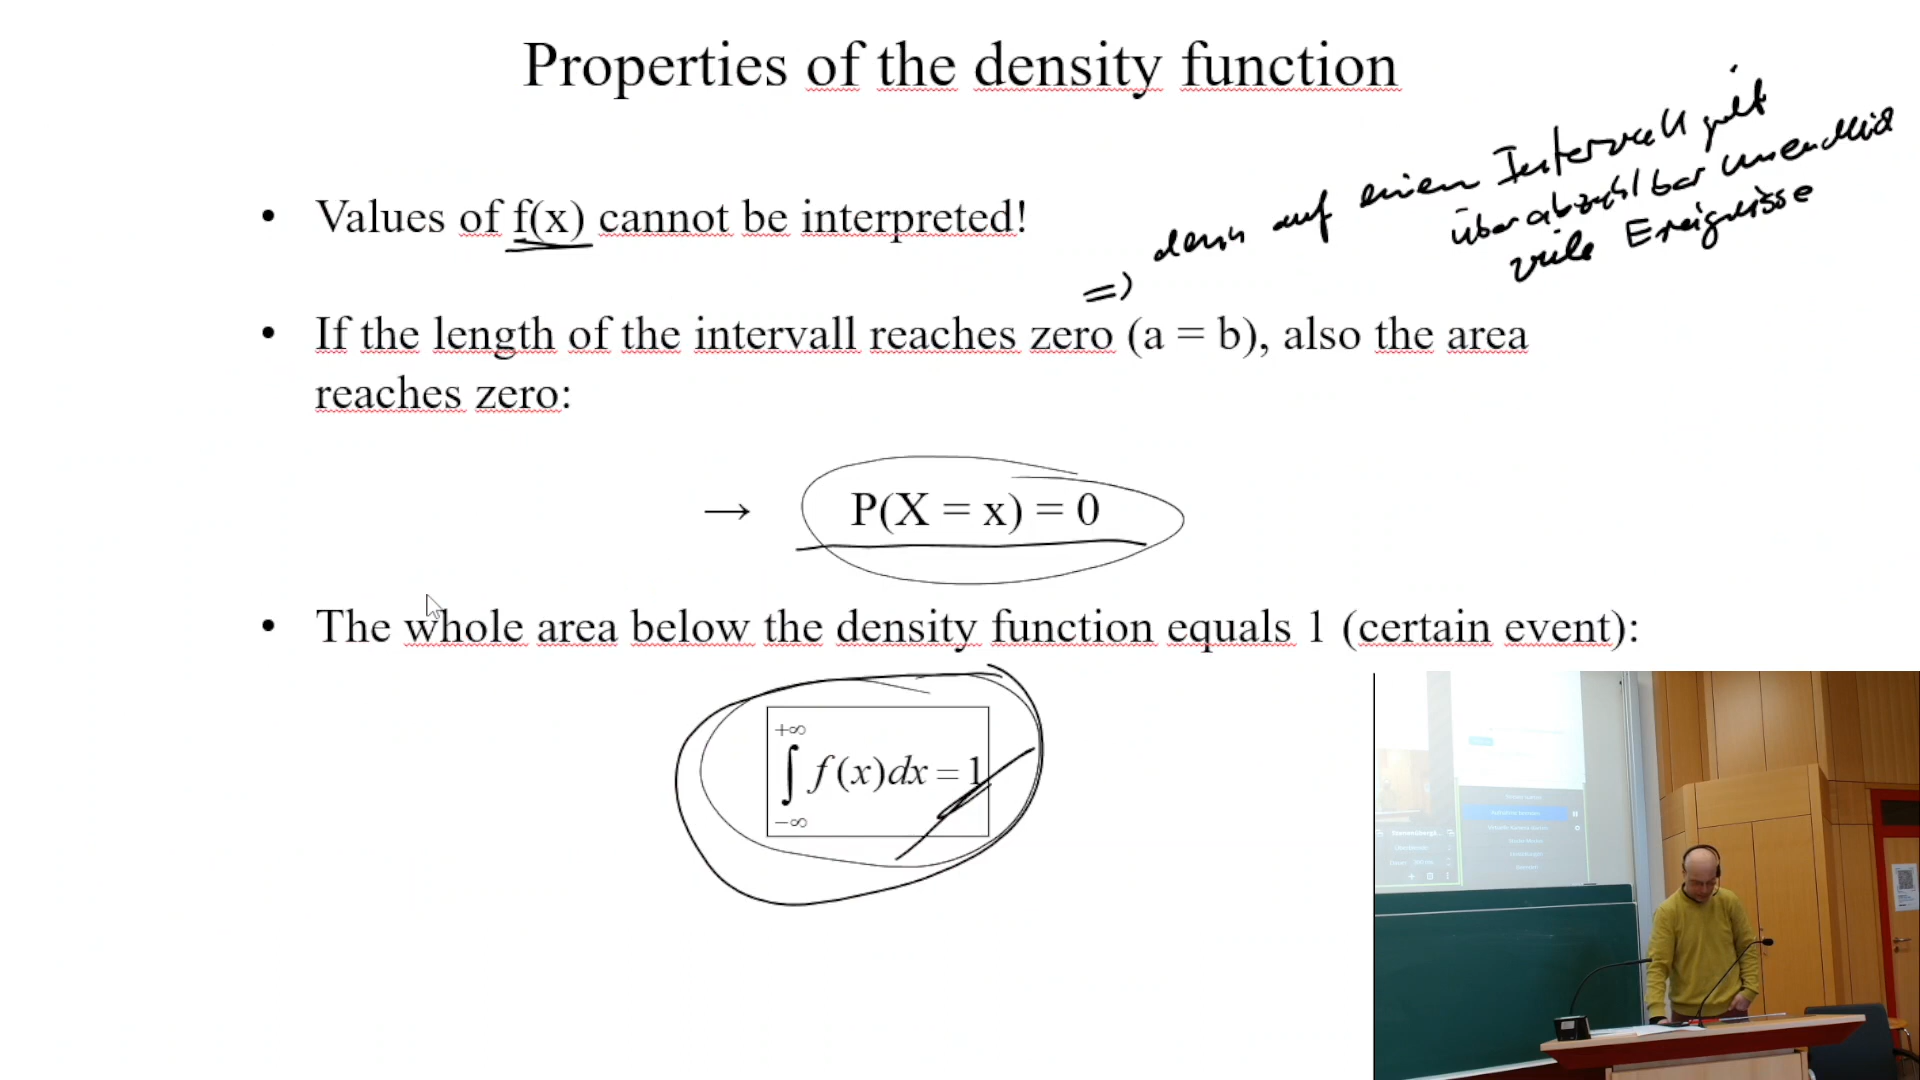 Properties of the density function
• Values of f(x) cannot be interpreted!
=> denn auf einem Intervall gilt
überabzählbar unendlich
viele Ereignisse
• If the length of the intervall reaches zero (a = b), also the area
reaches zero:
→ P(X = x) = 0
• The whole area below the density function equals 1 (certain event):
+∞
∫ f(x)dx = 1
−∞